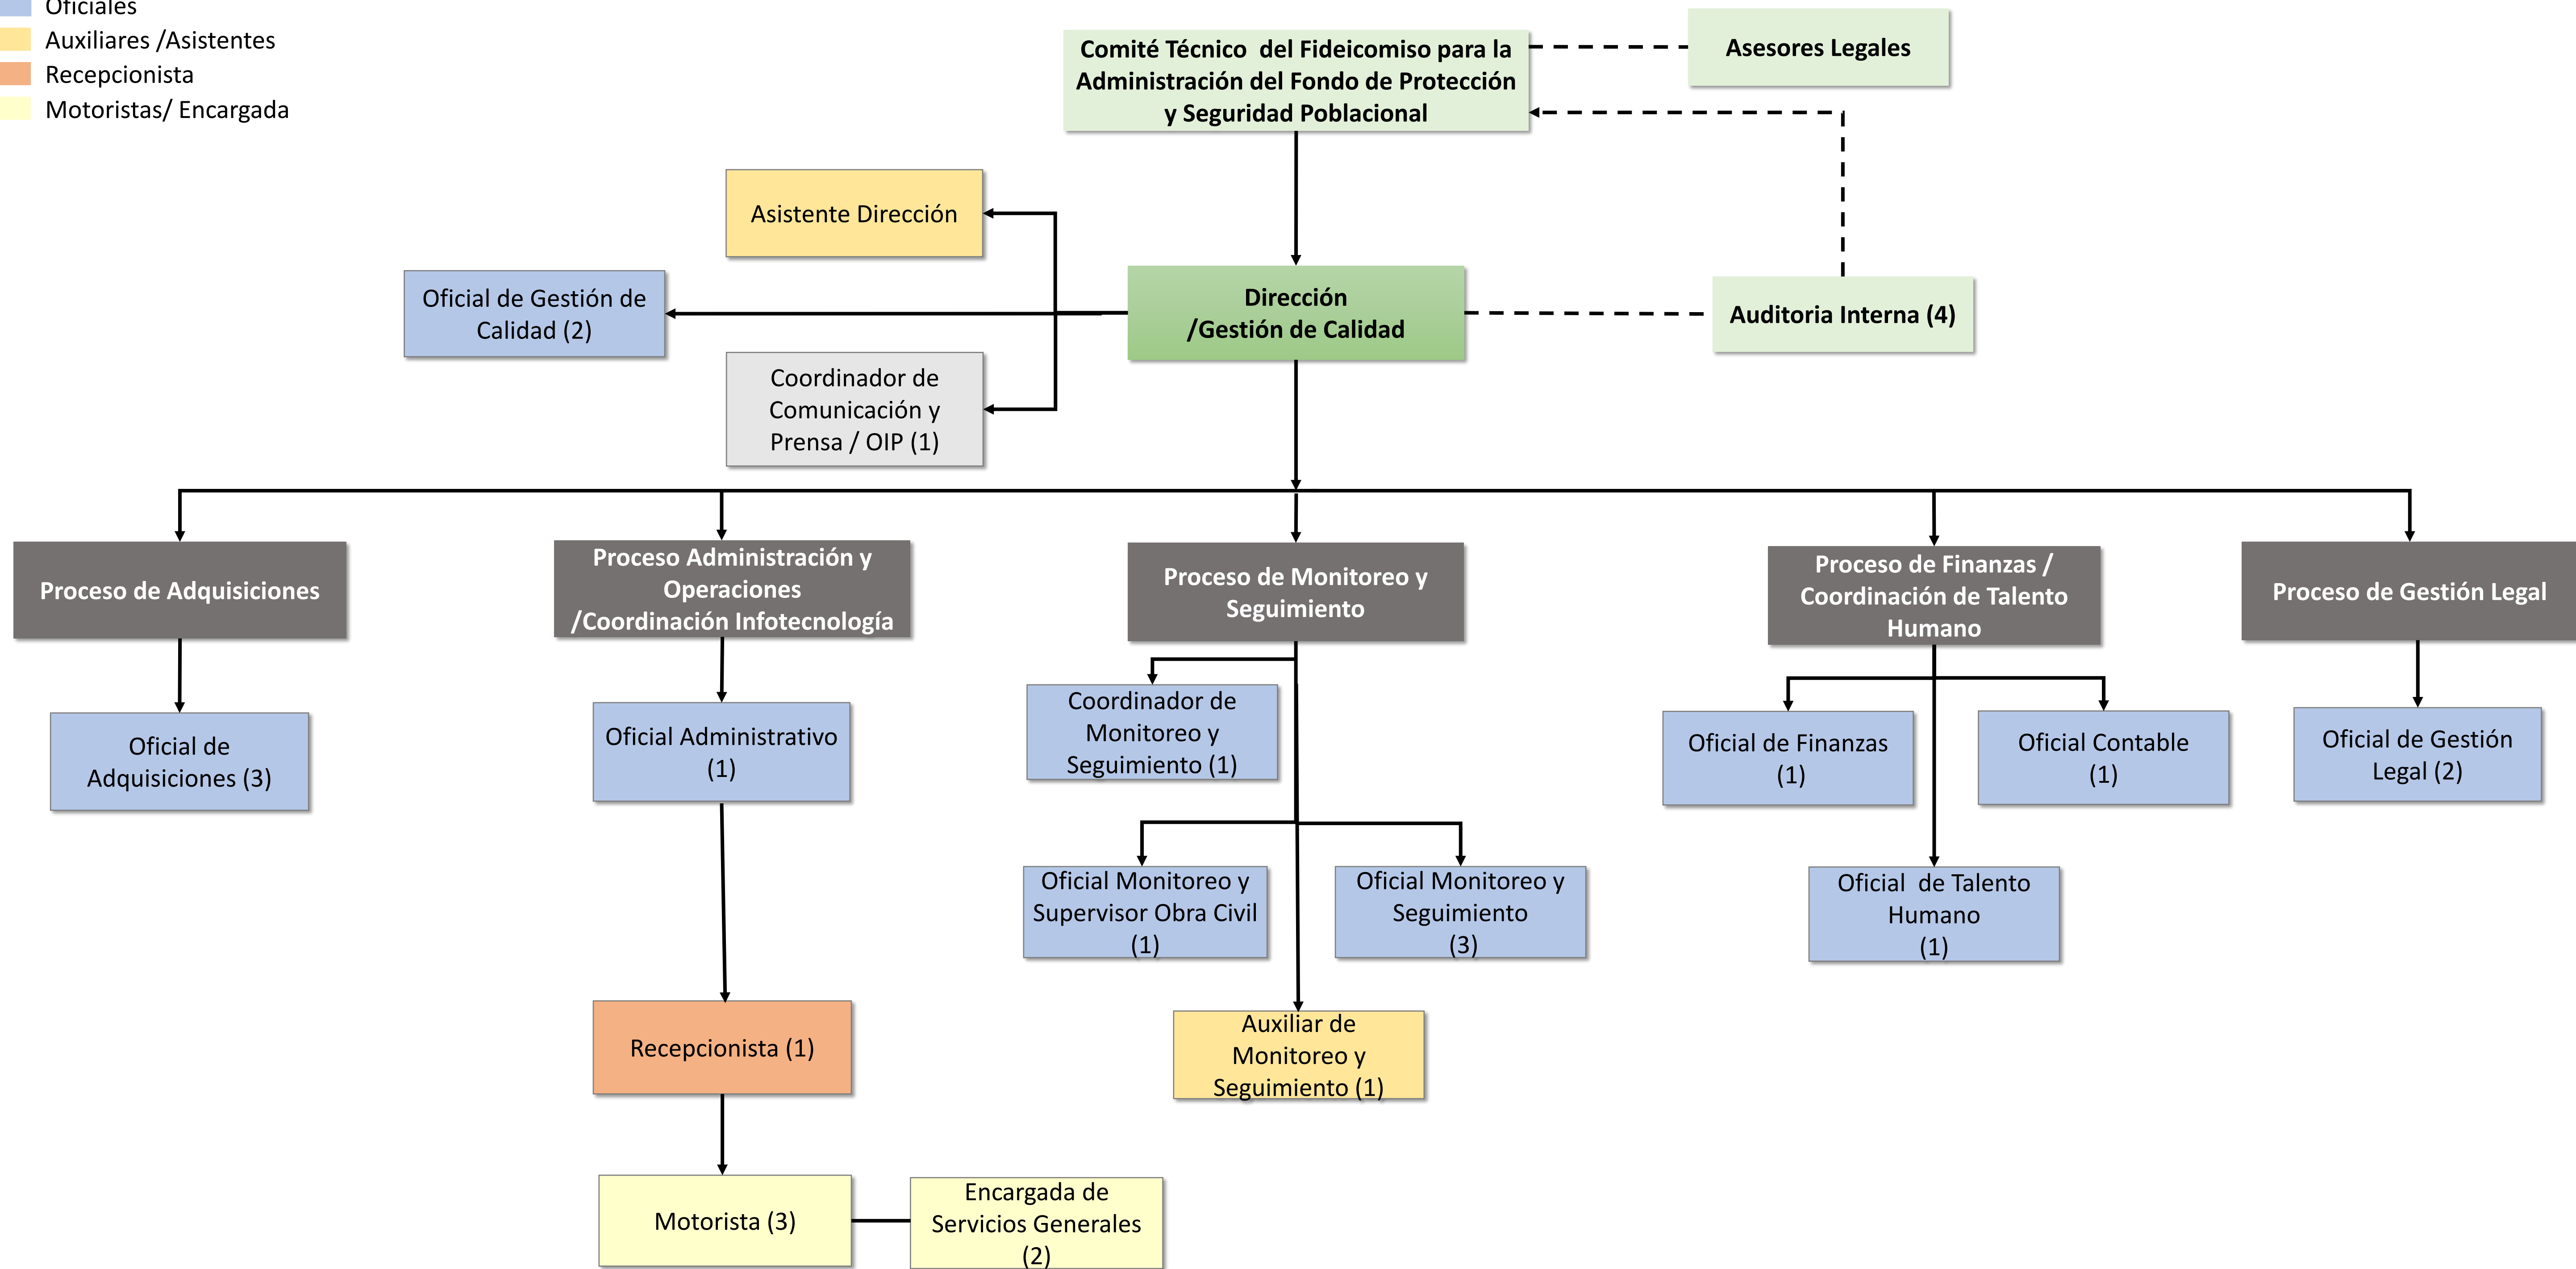 Oficiales
Auxiliares /Asistentes
Recepcionista
Motoristas/ Encargada
Comité Técnico  del Fideicomiso para la
Administración del Fondo de Protección
y Seguridad Poblacional
Asesores Legales
Asistente Dirección
Oficial de Gestión de
Calidad (2)
Dirección
/Gestión de Calidad
Auditoria Interna (4)
Coordinador de
Comunicación y
Prensa / OIP (1)
Proceso de Adquisiciones
Proceso Administración y
Operaciones
/Coordinación Infotecnología
Proceso de Monitoreo y
Seguimiento
Proceso de Finanzas /
Coordinación de Talento
Humano
Proceso de Gestión Legal
Oficial de
Adquisiciones (3)
Oficial Administrativo
(1)
Coordinador de
Monitoreo y
Seguimiento (1)
Oficial de Finanzas
(1)
Oficial Contable
(1)
Oficial de Gestión
Legal (2)
Oficial Monitoreo y
Supervisor Obra Civil
(1)
Oficial Monitoreo y
Seguimiento
(3)
Oficial  de Talento
Humano
(1)
Recepcionista (1)
Auxiliar de
Monitoreo y
Seguimiento (1)
Motorista (3)
Encargada de
Servicios Generales
(2)